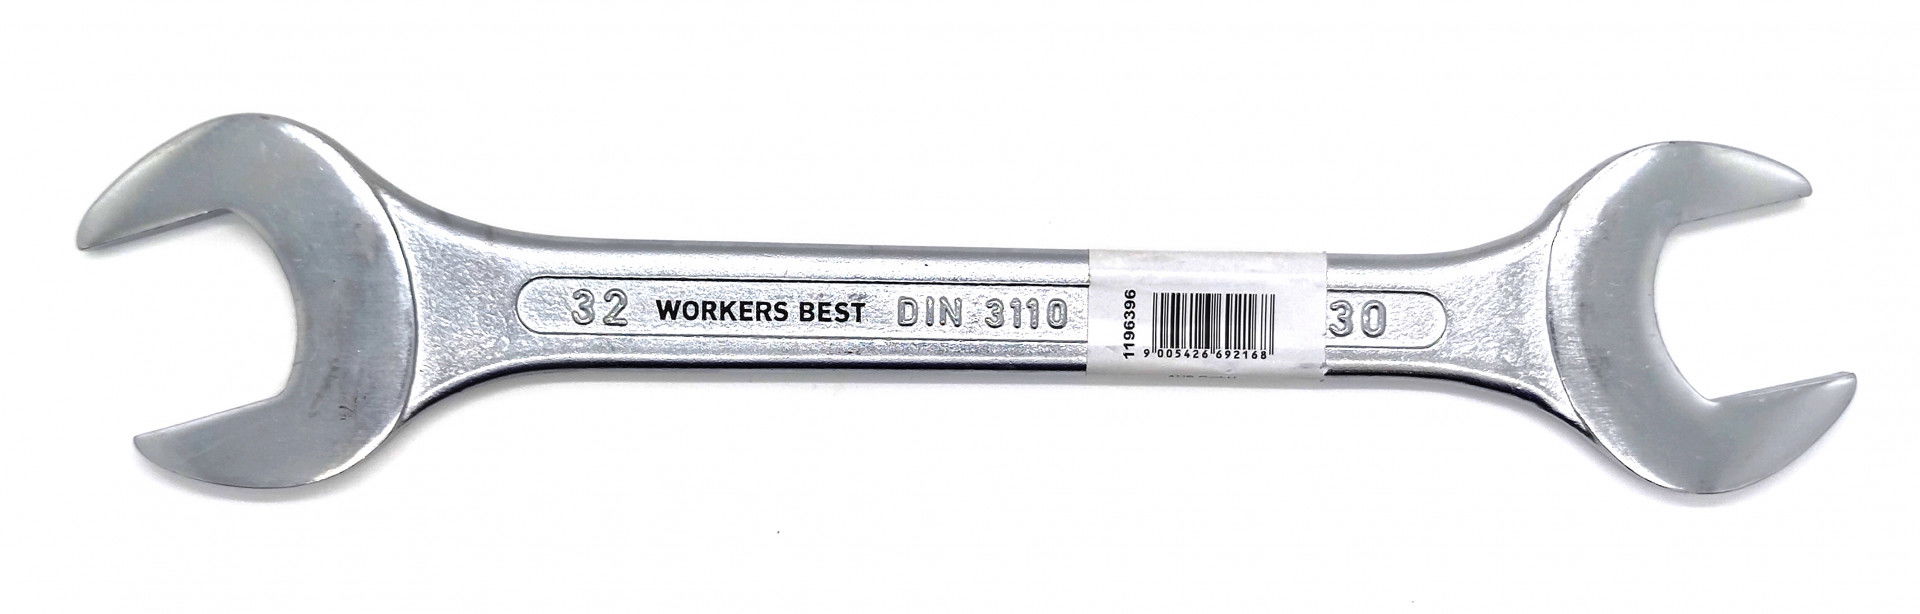 32 WORKERS BEST DIN 3110 30
1196396
9 005426 692168